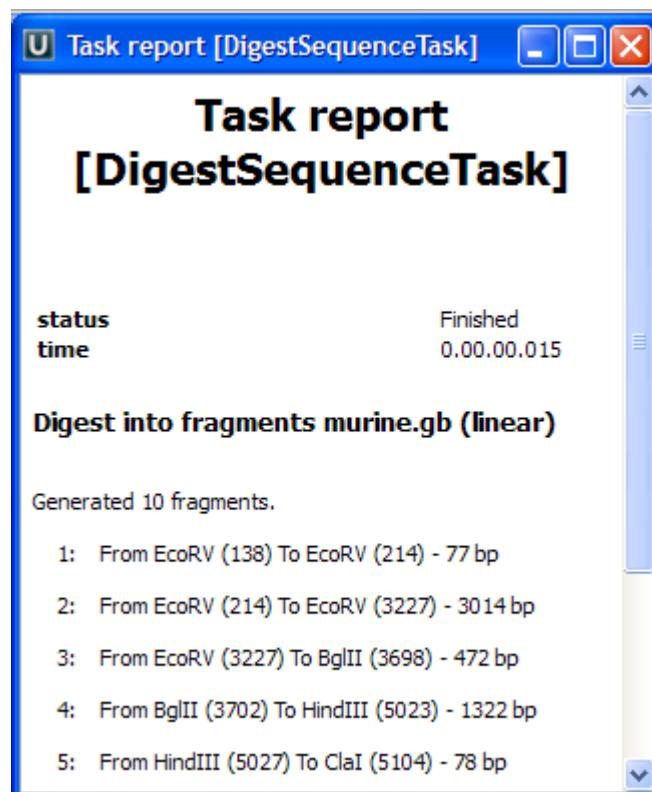 U Task report [DigestSequenceTask]
Task report
[DigestSequenceTask]
status Finished
time 0.00.00.015
Digest into fragments murine.gb (linear)
Generated 10 fragments.
1: From EcoRV (138) To EcoRV (214) - 77 bp
2: From EcoRV (214) To EcoRV (3227) - 3014 bp
3: From EcoRV (3227) To BglII (3698) - 472 bp
4: From BglII (3702) To HindIII (5023) - 1322 bp
5: From HindIII (5027) To ClaI (5104) - 78 bp